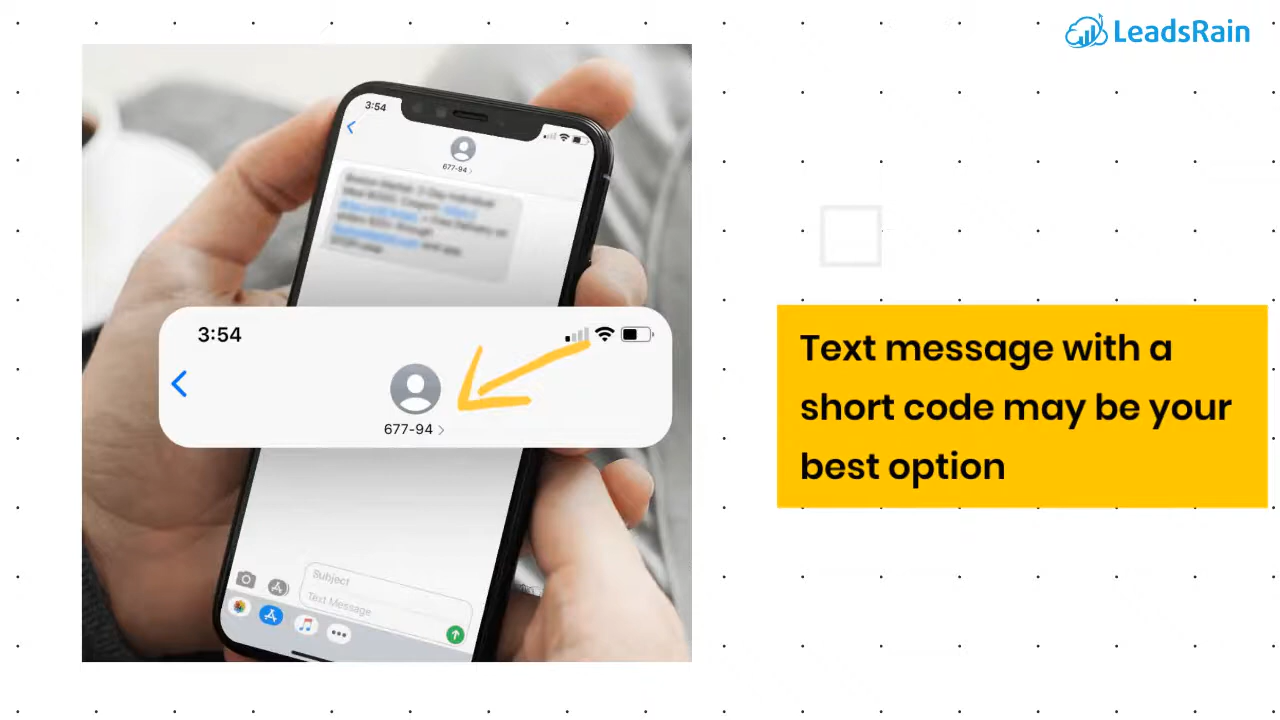 LeadsRain
3:54
677-94 >
3:54
677-94 >
Subject
Text Message
Text message with a
short code may be your
best option